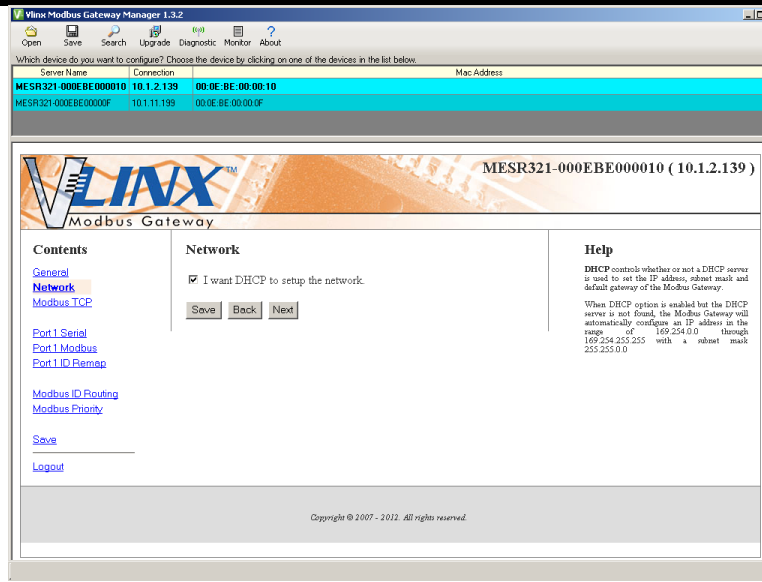 Vlinx Modbus Gateway Manager 1.3.2
Open Save Search Upgrade Diagnostic Monitor About
Which device do you want to configure? Choose the device by clicking on one of the devices in the list below.
Server Name Connection Mac Address
MESR321-000EBE000010 10.1.2.139 00:0E:BE:00:00:10
MESR321-000EBE00000F 10.1.11.199 00:0E:BE:00:00:0F
VLINX™
Modbus Gateway
MESR321-000EBE000010 ( 10.1.2.139 )
Contents
General
Network
Modbus TCP
Port1 Serial
Port1 Modbus
Port1 ID Remap
Modbus ID Routing
Modbus Priority
Save
Logout
Network
I want DHCP to setup the network.
Save Back Next
Help
DHCP controls whether or not a DHCP server
is used to set the IP address, subnet mask and
default gateway of the Modbus Gateway.
When DHCP option is enabled but the DHCP
server is not found, the Modbus Gateway will
automatically configure an IP address in the
range of 169.254.0.0 through
169.254.255.255 with a subnet mask
255.255.0.0
Copyright © 2007 - 2012. All rights reserved.